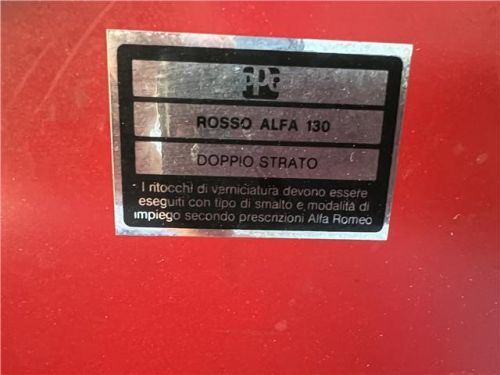 PPG
ROSSO ALFA 130
DOPPIO STRATO
I ritocchi di verniciatura devono essere
eseguiti con tipo di smalto e modalità di
impiego secondo prescrizioni Alfa Romeo